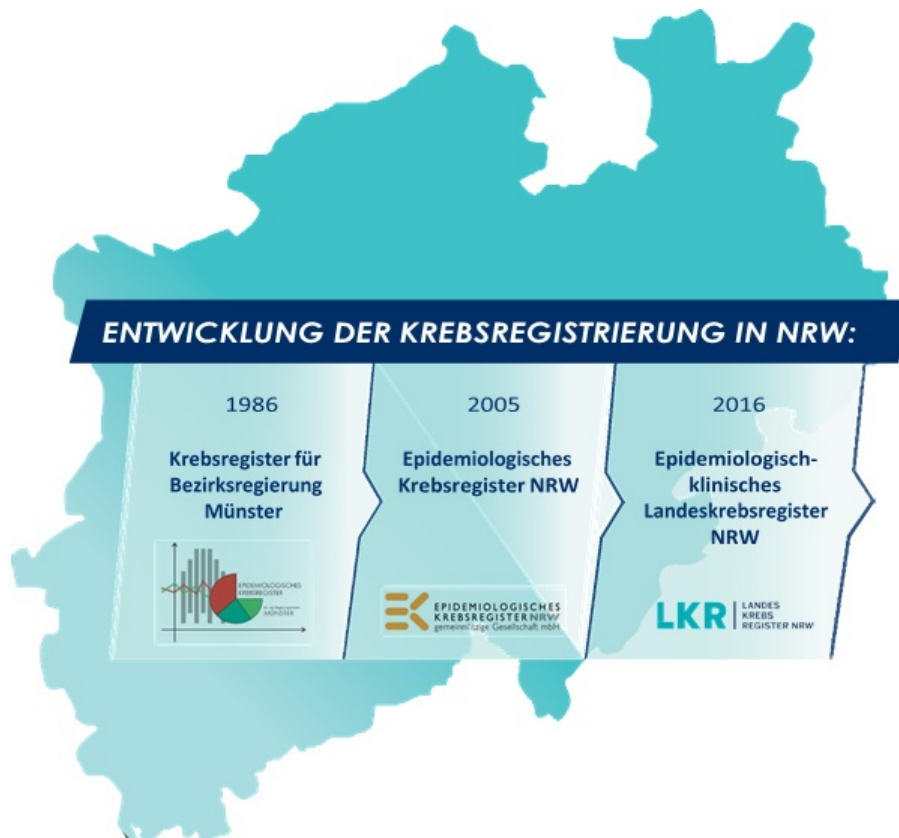 ENTWICKLUNG DER KREBSREGISTRIERUNG IN NRW:
1986
Krebsregister für
Bezirksregierung
Münster
EPIDEMIOLOGISCHES
KREBSREGISTER
MÜNSTER
2005
Epidemiologisches
Krebsregister NRW
EPIDEMIOLOGISCHES
KREBSREGISTER NRW
gemeinnützige Gesellschaft mbH
2016
Epidemiologisch-
klinisches
Landeskrebsregister
NRW
LKR
LANDES
KREBS
REGISTER NRW